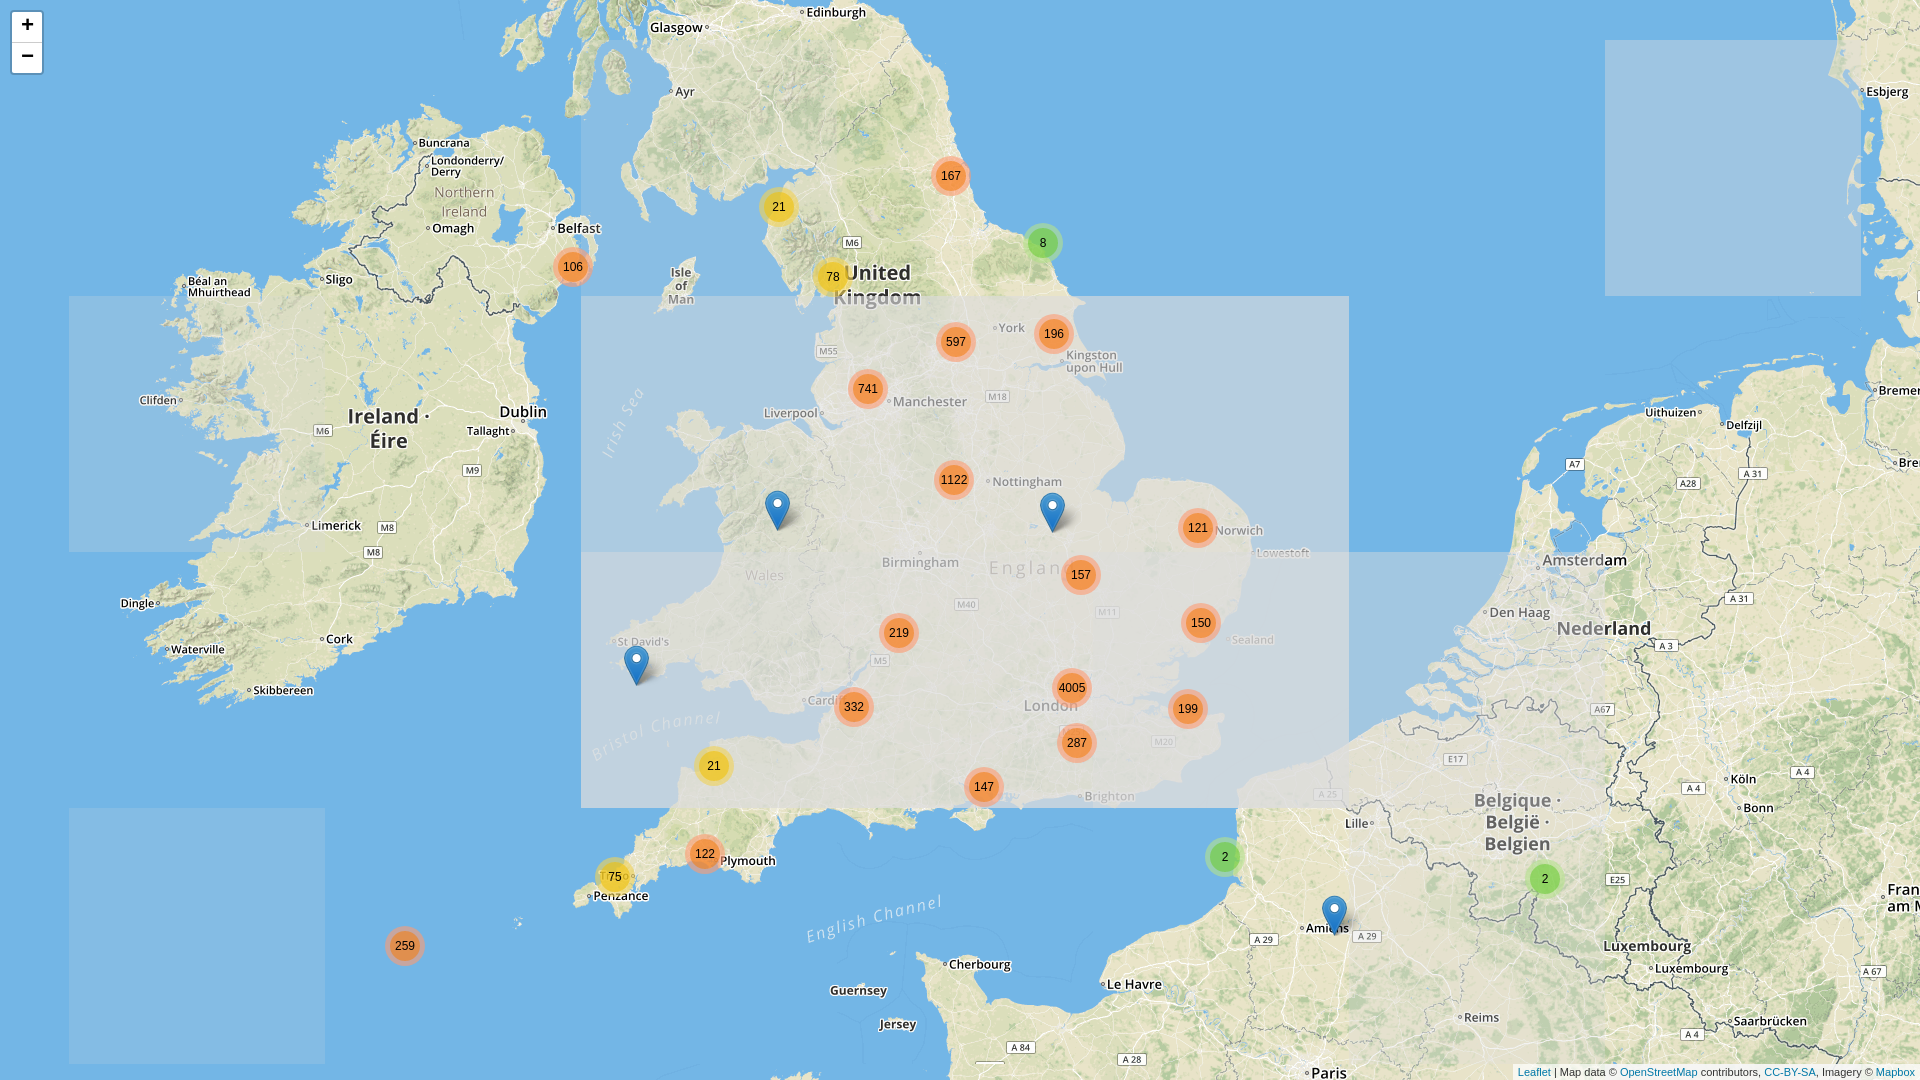 +
−
Edinburgh
Glasgow
Ayr
Esbjerg
Buncrana
Londonderry/
Derry
Northern
Ireland
Omagh
Belfast
167
21
8
M6
106
78
United
Kingdom
Isle
of
Man
Sligo
Béal an
Mhuirthead
York
196
597
M55
Kingston
upon Hull
741
Manchester
M18
Liverpool
Clifden
Irish Sea
Ireland ·
Éire
Dublin
Tallaght
M6
M9
Bremer
Uithuizen
Delfzijl
Bre
A7
A 31
A28
1122
Nottingham
121
Norwich
Lowestoft
Limerick
M8
M8
Birmingham
Englan
157
Wales
Amsterdam
A 31
Den Haag
Nederland
A 3
M40
M11
150
Sealand
219
Dingle
Cork
Waterville
Skibbereen
St David's
M5
4005
London
199
Cardif
332
Bristol Channel
287
M20
A67
E17
21
147
Brighton
A 25
Köln
A 4
A 4
Bonn
Belgique ·
België ·
Belgien
Lille
122
Plymouth
75
Penzance
2
2
E25
Fran
am M
259
English Channel
Amiens
A 29
A 29
Luxembourg
Luxembourg
A 67
Cherbourg
Le Havre
Guernsey
Jersey
Reims
Saarbrücken
A 4
A 84
A 28
Paris
Leaflet | Map data © OpenStreetMap contributors, CC-BY-SA, Imagery © Mapbox